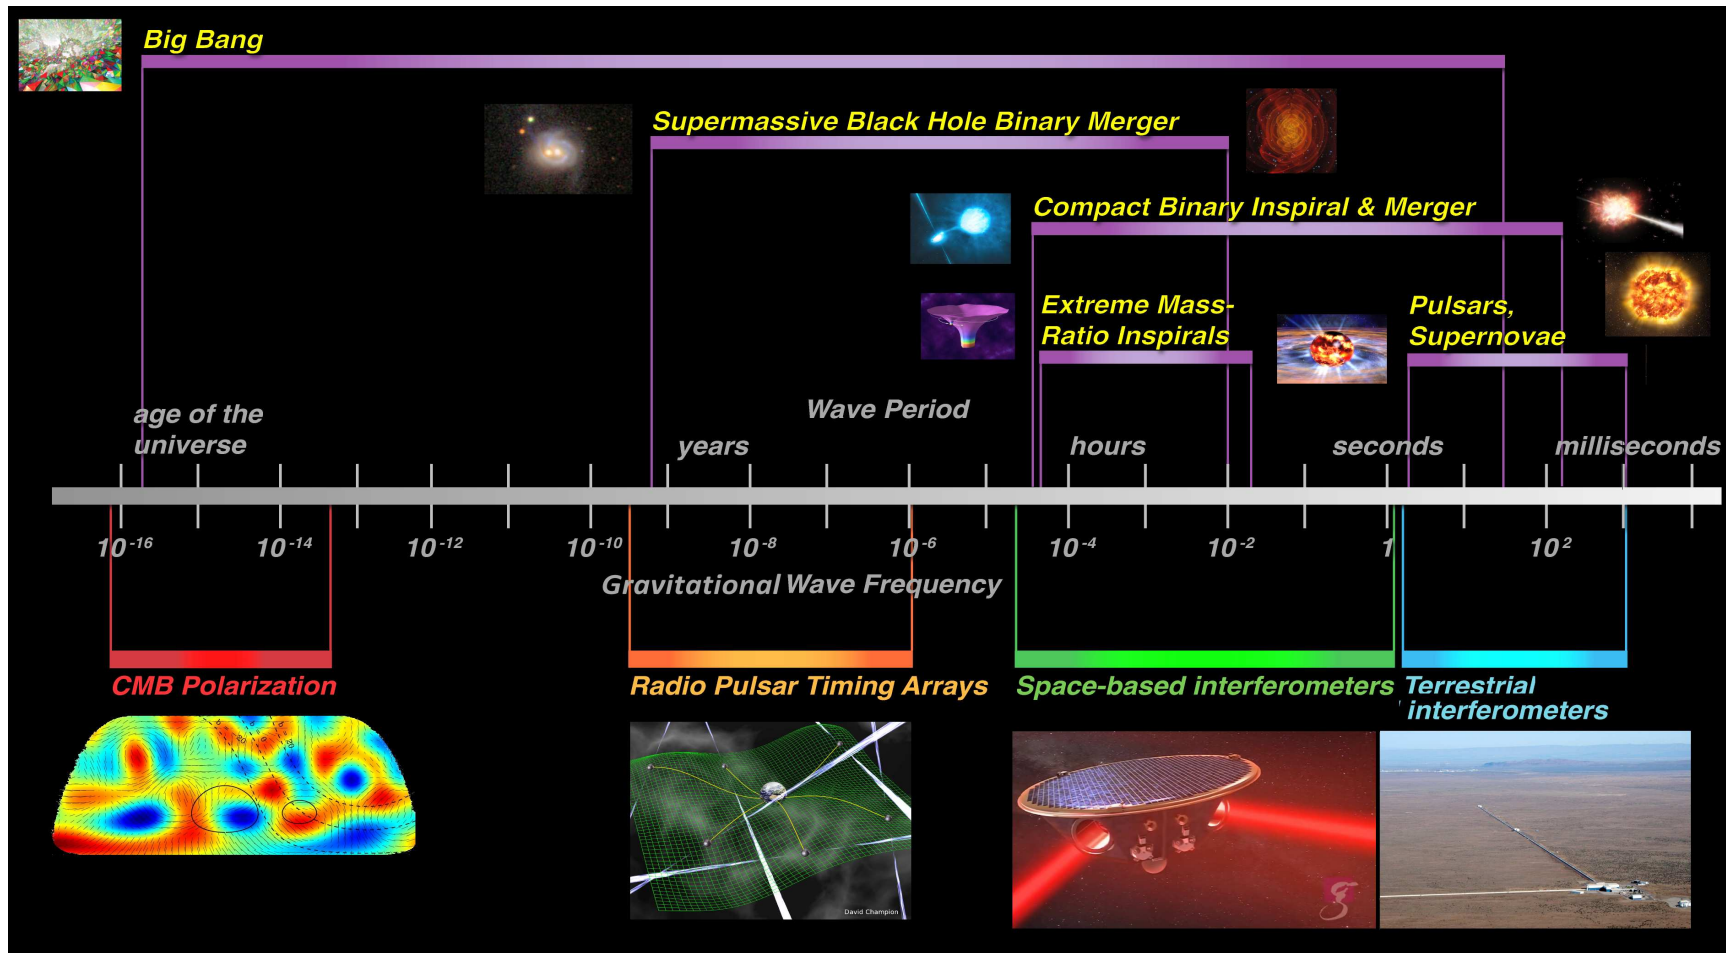 Big Bang
Supermassive Black Hole Binary Merger
Compact Binary Inspiral & Merger
Extreme Mass-
Ratio Inspirals
Pulsars,
Supernovae
age of the
universe
Wave Period
years
hours
seconds
milliseconds
10-16
10-14
10-12
10-10
10-8
10-6
10-4
10-2
1
10 2
Gravitational Wave Frequency
CMB Polarization
Radio Pulsar Timing Arrays
Space-based interferometers
Terrestrial
interferometers
David Champion